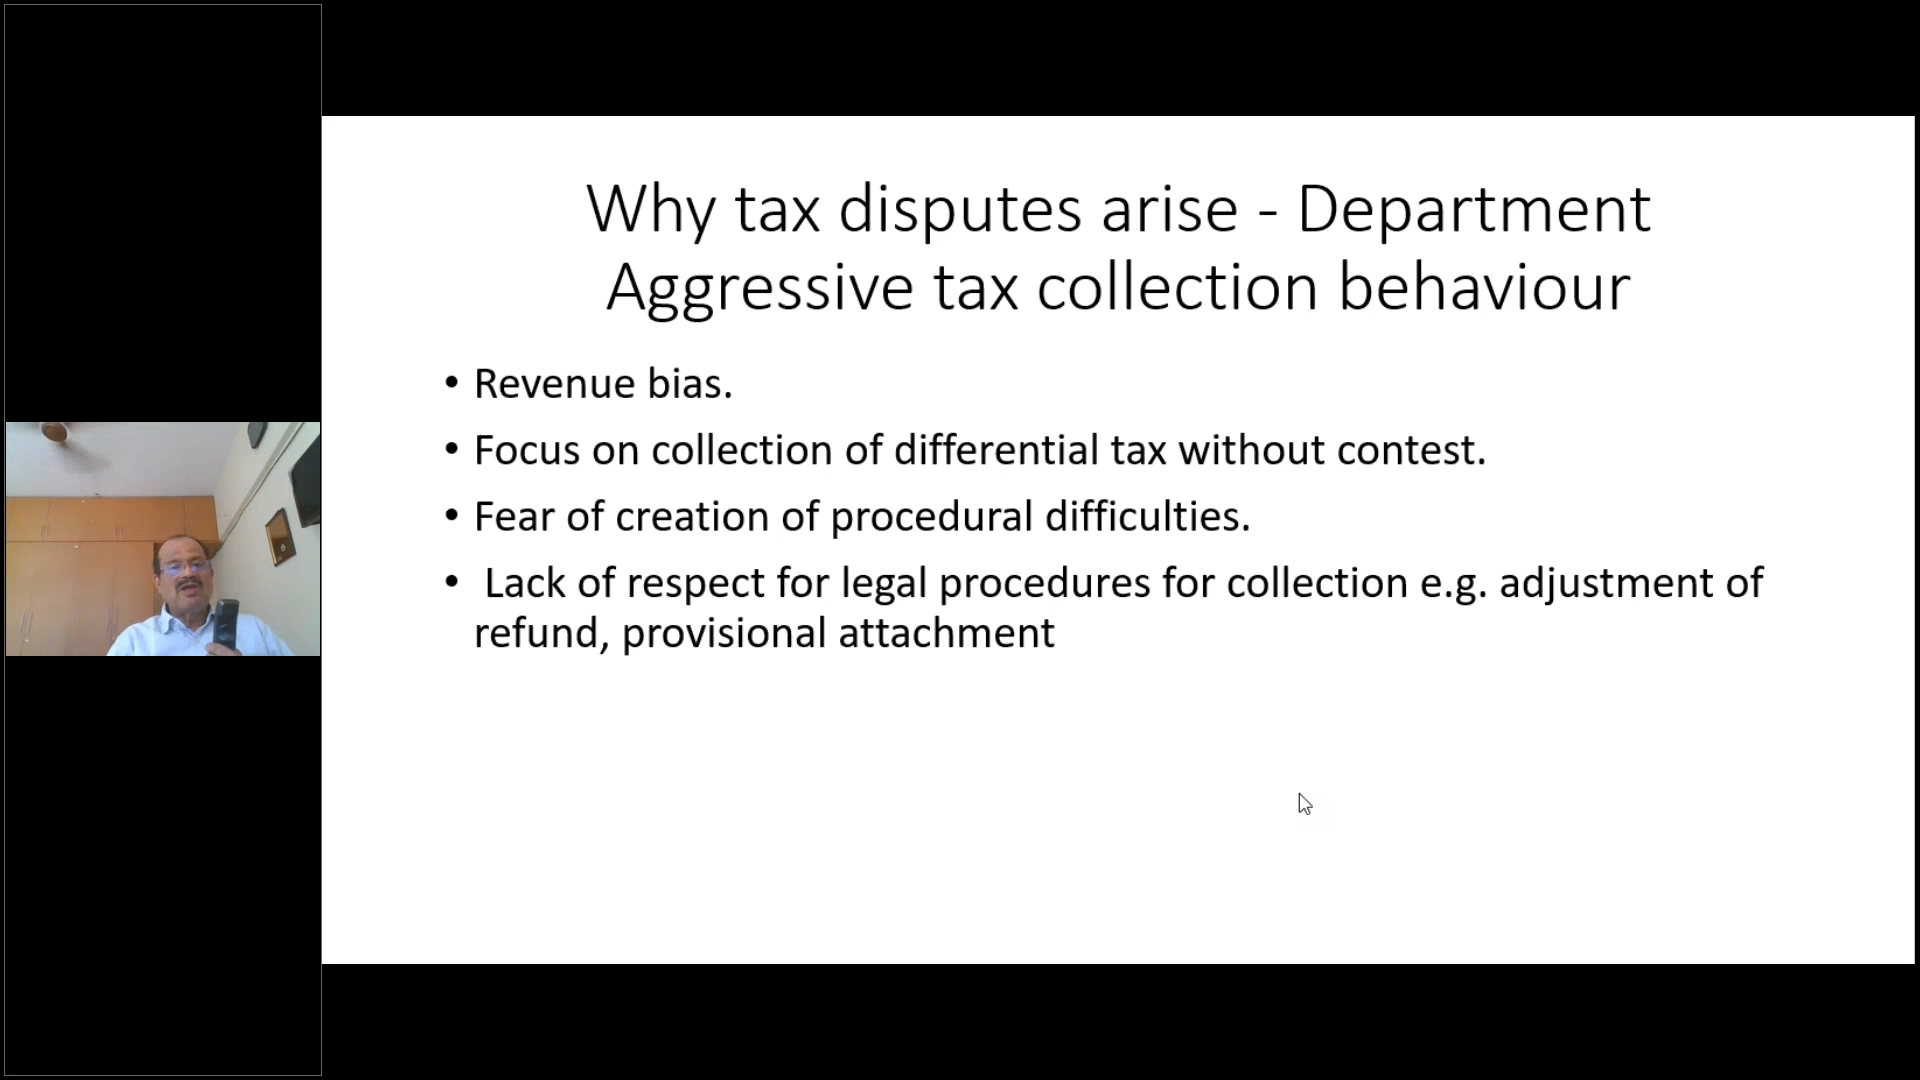 Why tax disputes arise - Department
Aggressive tax collection behaviour
• Revenue bias.
• Focus on collection of differential tax without contest.
• Fear of creation of procedural difficulties.
• Lack of respect for legal procedures for collection e.g. adjustment of
refund, provisional attachment